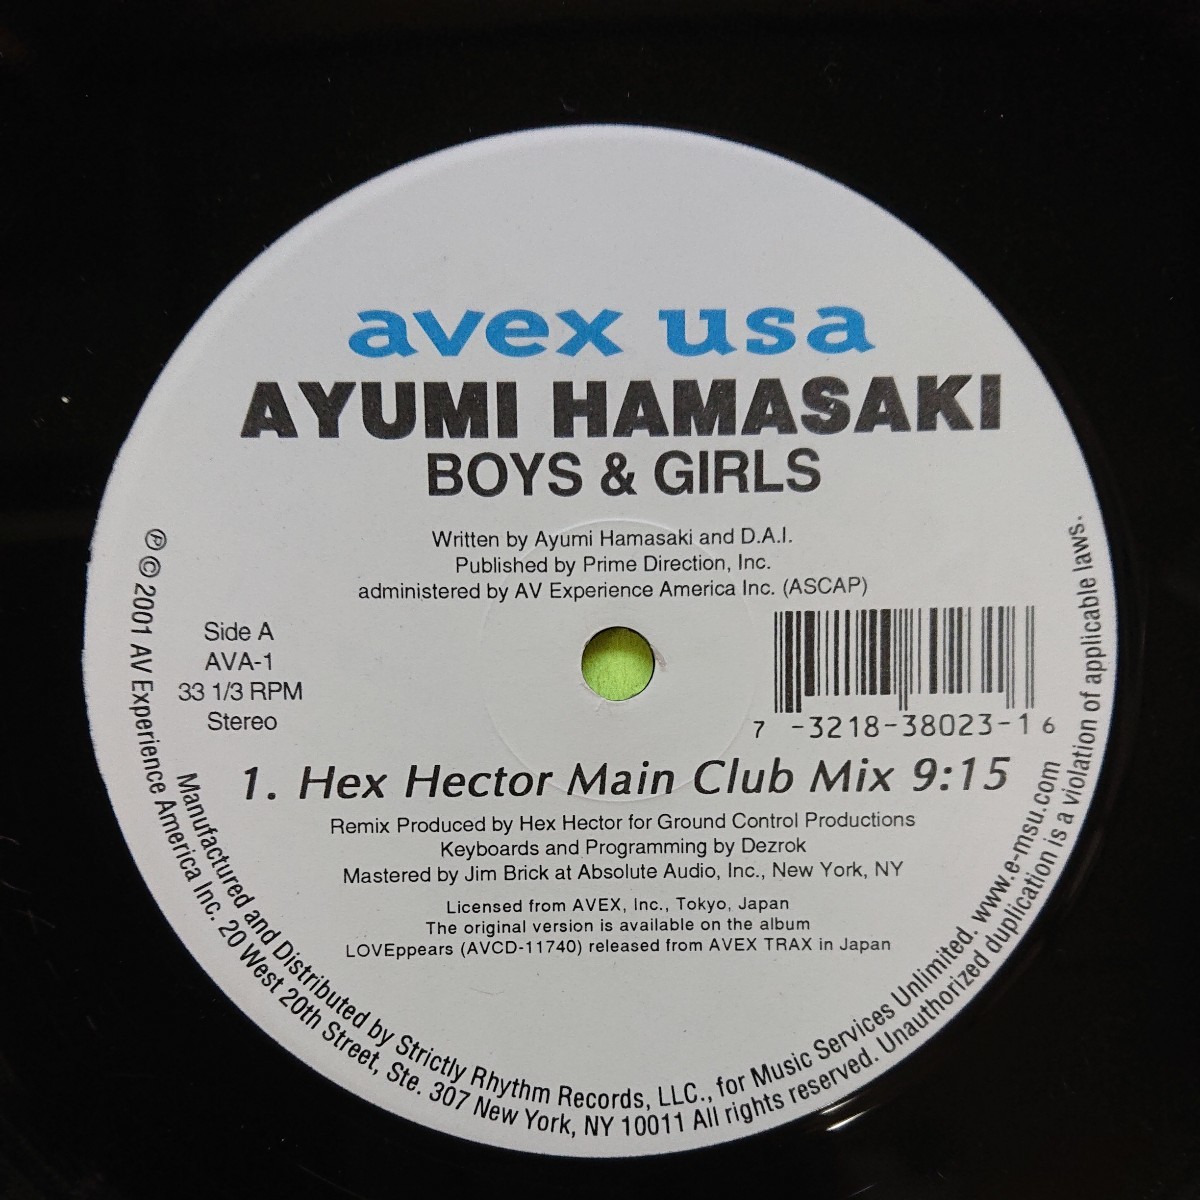 avex usa
AYUMI HAMASAKI
BOYS & GIRLS
Written by Ayumi Hamasaki and D.A.I.
Published by Prime Direction, Inc.
administered by AV Experience America Inc. (ASCAP)
Side A
AVA-1
33 1/3 RPM
Stereo
7 -3218-38023-1 6
1. Hex Hector Main Club Mix 9:15
Remix Produced by Hex Hector for Ground Control Productions
Keyboards and Programming by Dezrok
Mastered by Jim Brick at Absolute Audio, Inc., New York, NY
Licensed from AVEX, Inc., Tokyo, Japan
The original version is available on the album
LOVEppears (AVCD-11740) released from AVEX TRAX in Japan
Manufactured and Distributed by Strictly Rhythm Records, LLC., for Music Services Unlimited. www.e-msu.com
℗ © 2001 AV Experience America Inc. 20 West 20th Street, Ste. 307 New York, NY 10011 All rights reserved. Unauthorized duplication is a violation of applicable laws.